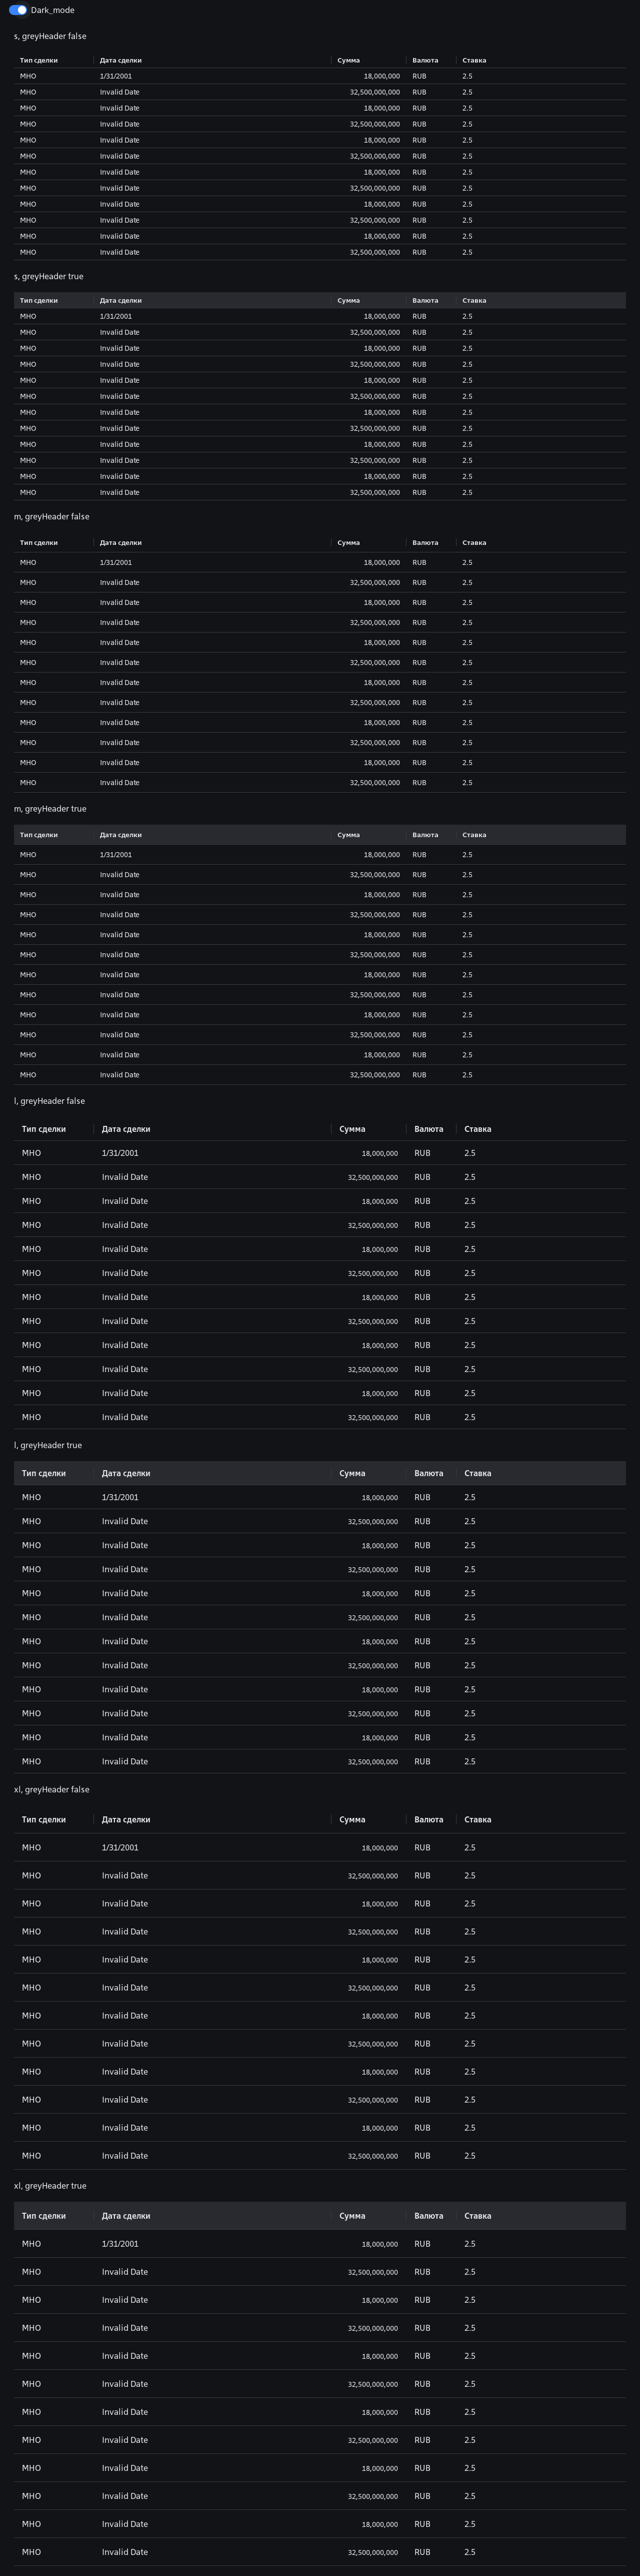 Dark_mode
s, greyHeader false
Тип сделки Дата сделки Сумма Валюта Ставка
МНО 1/31/2001 18,000,000 RUB 2.5
МНО Invalid Date 32,500,000,000 RUB 2.5
МНО Invalid Date 18,000,000 RUB 2.5
МНО Invalid Date 32,500,000,000 RUB 2.5
МНО Invalid Date 18,000,000 RUB 2.5
МНО Invalid Date 32,500,000,000 RUB 2.5
МНО Invalid Date 18,000,000 RUB 2.5
МНО Invalid Date 32,500,000,000 RUB 2.5
МНО Invalid Date 18,000,000 RUB 2.5
МНО Invalid Date 32,500,000,000 RUB 2.5
МНО Invalid Date 18,000,000 RUB 2.5
МНО Invalid Date 32,500,000,000 RUB 2.5
s, greyHeader true
Тип сделки Дата сделки Сумма Валюта Ставка
МНО 1/31/2001 18,000,000 RUB 2.5
МНО Invalid Date 32,500,000,000 RUB 2.5
МНО Invalid Date 18,000,000 RUB 2.5
МНО Invalid Date 32,500,000,000 RUB 2.5
МНО Invalid Date 18,000,000 RUB 2.5
МНО Invalid Date 32,500,000,000 RUB 2.5
МНО Invalid Date 18,000,000 RUB 2.5
МНО Invalid Date 32,500,000,000 RUB 2.5
МНО Invalid Date 18,000,000 RUB 2.5
МНО Invalid Date 32,500,000,000 RUB 2.5
МНО Invalid Date 18,000,000 RUB 2.5
МНО Invalid Date 32,500,000,000 RUB 2.5
m, greyHeader false
Тип сделки Дата сделки Сумма Валюта Ставка
МНО 1/31/2001 18,000,000 RUB 2.5
МНО Invalid Date 32,500,000,000 RUB 2.5
МНО Invalid Date 18,000,000 RUB 2.5
МНО Invalid Date 32,500,000,000 RUB 2.5
МНО Invalid Date 18,000,000 RUB 2.5
МНО Invalid Date 32,500,000,000 RUB 2.5
МНО Invalid Date 18,000,000 RUB 2.5
МНО Invalid Date 32,500,000,000 RUB 2.5
МНО Invalid Date 18,000,000 RUB 2.5
МНО Invalid Date 32,500,000,000 RUB 2.5
МНО Invalid Date 18,000,000 RUB 2.5
МНО Invalid Date 32,500,000,000 RUB 2.5
m, greyHeader true
Тип сделки Дата сделки Сумма Валюта Ставка
МНО 1/31/2001 18,000,000 RUB 2.5
МНО Invalid Date 32,500,000,000 RUB 2.5
МНО Invalid Date 18,000,000 RUB 2.5
МНО Invalid Date 32,500,000,000 RUB 2.5
МНО Invalid Date 18,000,000 RUB 2.5
МНО Invalid Date 32,500,000,000 RUB 2.5
МНО Invalid Date 18,000,000 RUB 2.5
МНО Invalid Date 32,500,000,000 RUB 2.5
МНО Invalid Date 18,000,000 RUB 2.5
МНО Invalid Date 32,500,000,000 RUB 2.5
МНО Invalid Date 18,000,000 RUB 2.5
МНО Invalid Date 32,500,000,000 RUB 2.5
l, greyHeader false
Тип сделки Дата сделки Сумма Валюта Ставка
МНО 1/31/2001 18,000,000 RUB 2.5
МНО Invalid Date 32,500,000,000 RUB 2.5
МНО Invalid Date 18,000,000 RUB 2.5
МНО Invalid Date 32,500,000,000 RUB 2.5
МНО Invalid Date 18,000,000 RUB 2.5
МНО Invalid Date 32,500,000,000 RUB 2.5
МНО Invalid Date 18,000,000 RUB 2.5
МНО Invalid Date 32,500,000,000 RUB 2.5
МНО Invalid Date 18,000,000 RUB 2.5
МНО Invalid Date 32,500,000,000 RUB 2.5
МНО Invalid Date 18,000,000 RUB 2.5
МНО Invalid Date 32,500,000,000 RUB 2.5
l, greyHeader true
Тип сделки Дата сделки Сумма Валюта Ставка
МНО 1/31/2001 18,000,000 RUB 2.5
МНО Invalid Date 32,500,000,000 RUB 2.5
МНО Invalid Date 18,000,000 RUB 2.5
МНО Invalid Date 32,500,000,000 RUB 2.5
МНО Invalid Date 18,000,000 RUB 2.5
МНО Invalid Date 32,500,000,000 RUB 2.5
МНО Invalid Date 18,000,000 RUB 2.5
МНО Invalid Date 32,500,000,000 RUB 2.5
МНО Invalid Date 18,000,000 RUB 2.5
МНО Invalid Date 32,500,000,000 RUB 2.5
МНО Invalid Date 18,000,000 RUB 2.5
МНО Invalid Date 32,500,000,000 RUB 2.5
xl, greyHeader false
Тип сделки Дата сделки Сумма Валюта Ставка
МНО 1/31/2001 18,000,000 RUB 2.5
МНО Invalid Date 32,500,000,000 RUB 2.5
МНО Invalid Date 18,000,000 RUB 2.5
МНО Invalid Date 32,500,000,000 RUB 2.5
МНО Invalid Date 18,000,000 RUB 2.5
МНО Invalid Date 32,500,000,000 RUB 2.5
МНО Invalid Date 18,000,000 RUB 2.5
МНО Invalid Date 32,500,000,000 RUB 2.5
МНО Invalid Date 18,000,000 RUB 2.5
МНО Invalid Date 32,500,000,000 RUB 2.5
МНО Invalid Date 18,000,000 RUB 2.5
МНО Invalid Date 32,500,000,000 RUB 2.5
xl, greyHeader true
Тип сделки Дата сделки Сумма Валюта Ставка
МНО 1/31/2001 18,000,000 RUB 2.5
МНО Invalid Date 32,500,000,000 RUB 2.5
МНО Invalid Date 18,000,000 RUB 2.5
МНО Invalid Date 32,500,000,000 RUB 2.5
МНО Invalid Date 18,000,000 RUB 2.5
МНО Invalid Date 32,500,000,000 RUB 2.5
МНО Invalid Date 18,000,000 RUB 2.5
МНО Invalid Date 32,500,000,000 RUB 2.5
МНО Invalid Date 18,000,000 RUB 2.5
МНО Invalid Date 32,500,000,000 RUB 2.5
МНО Invalid Date 18,000,000 RUB 2.5
МНО Invalid Date 32,500,000,000 RUB 2.5